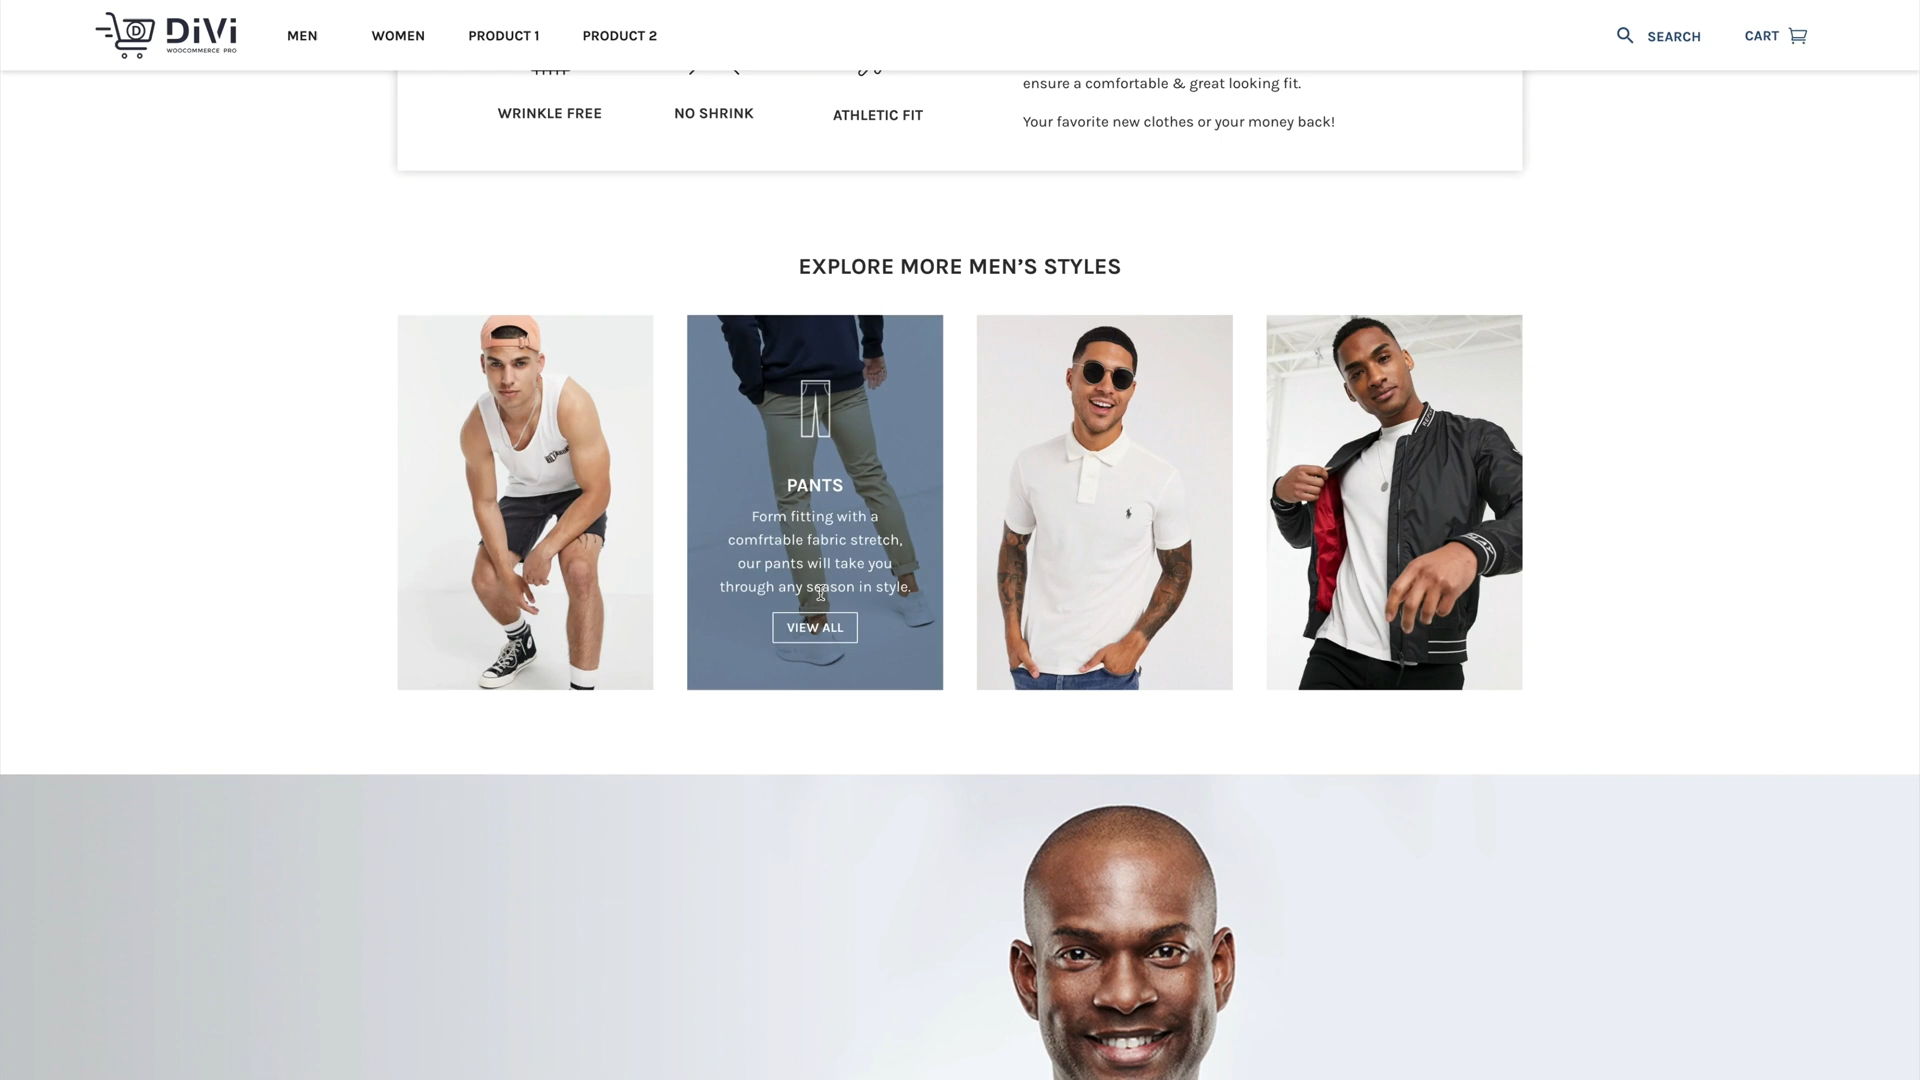 DiVi
WOOCOMMERCE PRO
MEN
WOMEN
PRODUCT 1
PRODUCT 2
SEARCH
CART
WRINKLE FREE
NO SHRINK
ATHLETIC FIT
ensure a comfortable & great looking fit.
Your favorite new clothes or your money back!
EXPLORE MORE MEN’S STYLES
PANTS
Form fitting with a
comfrtable fabric stretch,
our pants will take you
through any season in style.
VIEW ALL